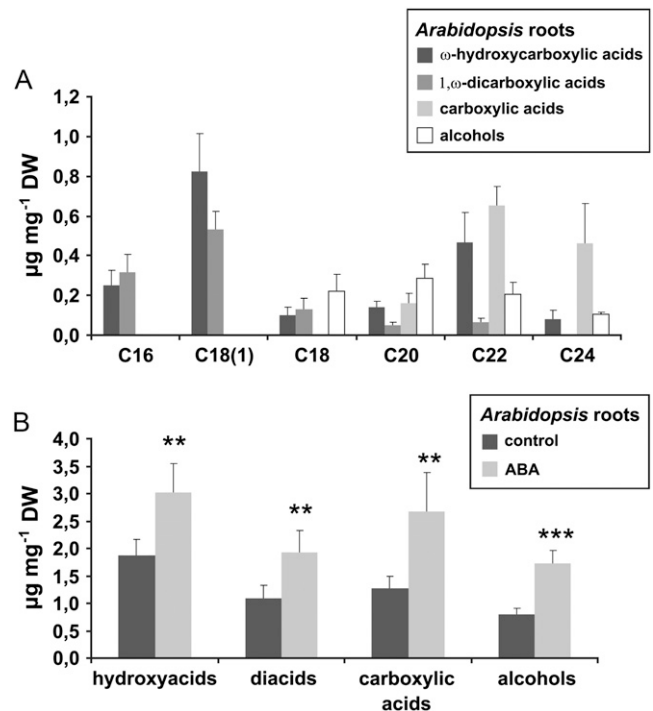 Arabidopsis roots
ω-hydroxycarboxylic acids
1,ω-dicarboxylic acids
carboxylic acids
alcohols
A
µg mg⁻¹ DW
1,2
1,0
0,8
0,6
0,4
0,2
0,0
C16 C18(1) C18 C20 C22 C24
B
Arabidopsis roots
control
ABA
µg mg⁻¹ DW
4,0
3,5
3,0
2,5
2,0
1,5
1,0
0,5
0,0
** ** ** ***
hydroxyacids diacids carboxylic alcohols
acids